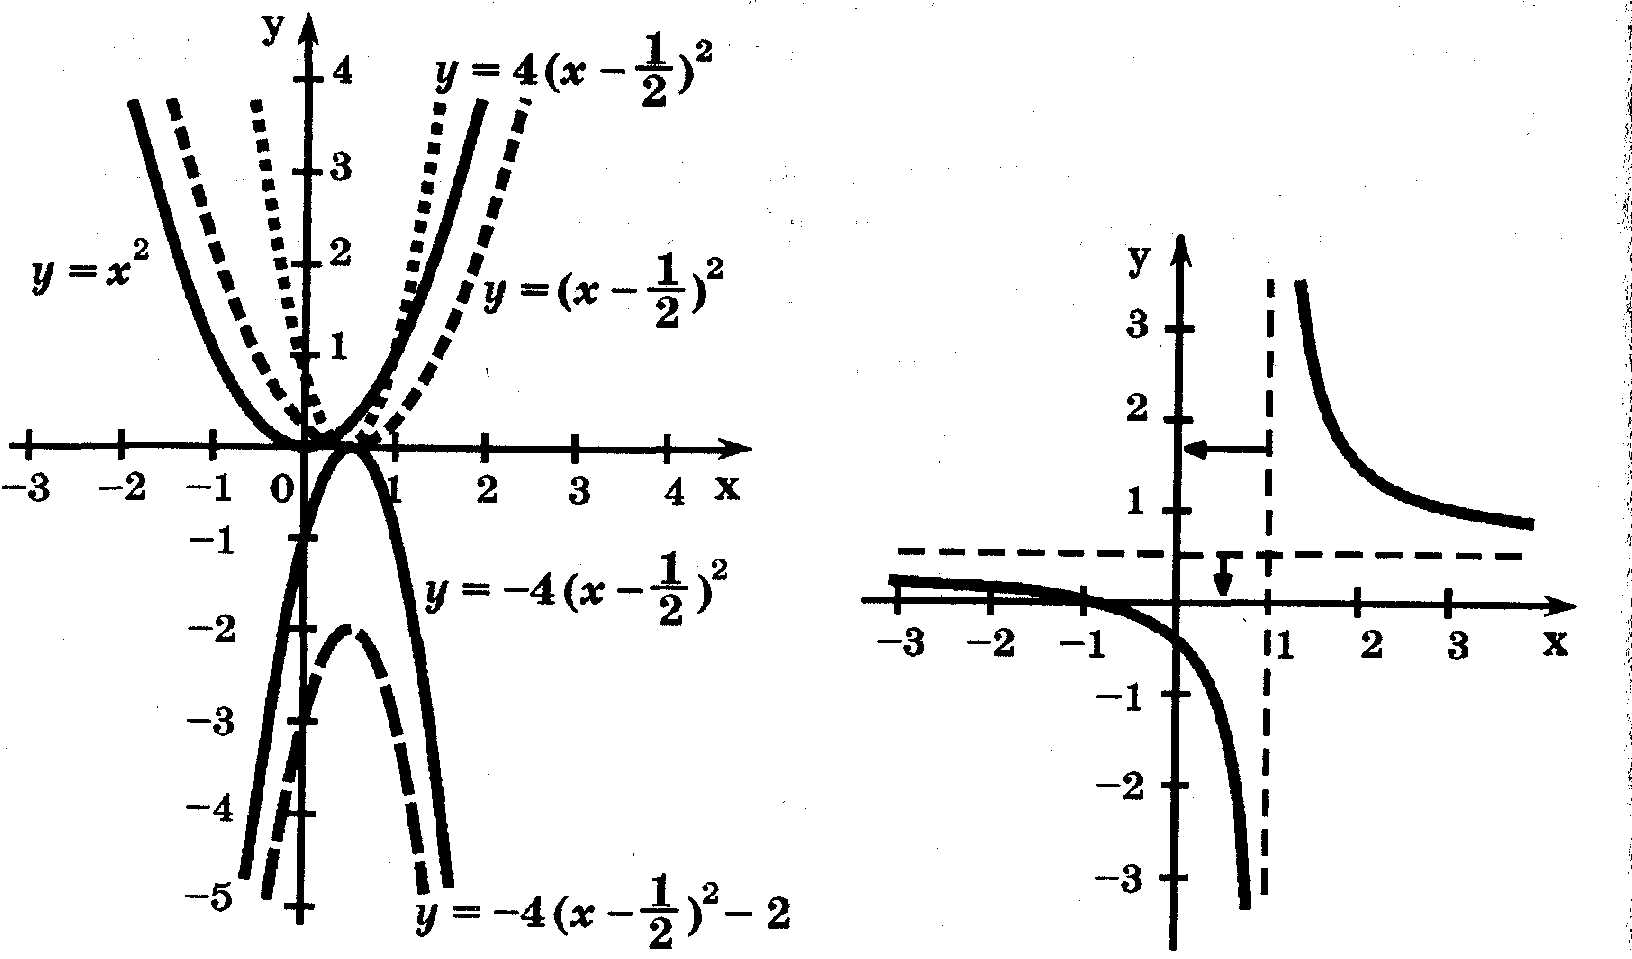 y
4
y = 4(x − 1/2)²
3
2
y = x²
y = (x − 1/2)²
1
−3 −2 −1 0 1 2 3 4 x
−1
y = −4(x − 1/2)²
−2
−3
−4
−5
y = −4(x − 1/2)² − 2
y
3
2
1
−3 −2 −1 1 2 3 x
−1
−2
−3